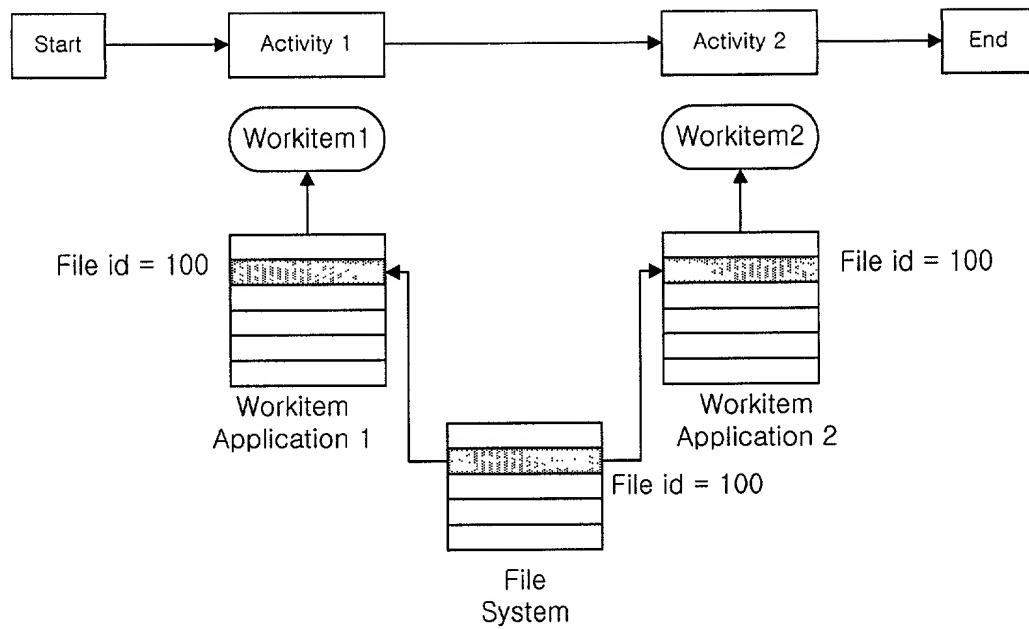 Start
Activity 1
Activity 2
End
Workitem1
Workitem2
File id = 100
File id = 100
Workitem
Application 1
Workitem
Application 2
File id = 100
File
System